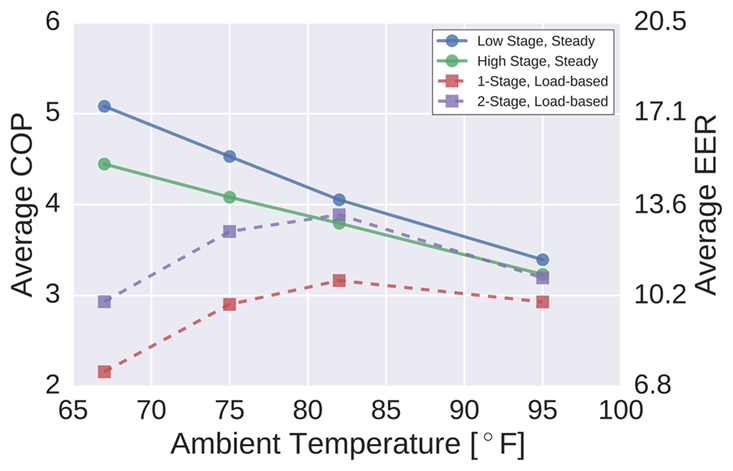 6
5
4
3
2
20.5
17.1
13.6
10.2
6.8
65 70 75 80 85 90 95 100
Average COP
Average EER
Ambient Temperature [°F]
Low Stage, Steady
High Stage, Steady
1-Stage, Load-based
2-Stage, Load-based